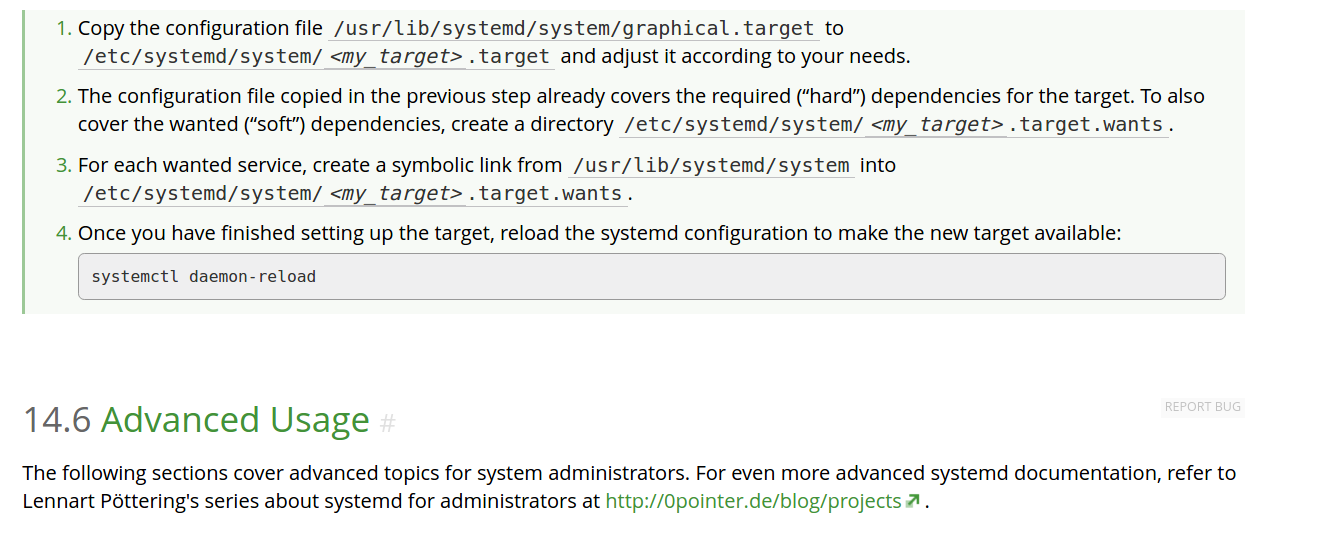 1. Copy the configuration file /usr/lib/systemd/system/graphical.target to
/etc/systemd/system/<my_target>.target and adjust it according to your needs.
2. The configuration file copied in the previous step already covers the required (“hard”) dependencies for the target. To also
cover the wanted (“soft”) dependencies, create a directory /etc/systemd/system/<my_target>.target.wants.
3. For each wanted service, create a symbolic link from /usr/lib/systemd/system into
/etc/systemd/system/<my_target>.target.wants.
4. Once you have finished setting up the target, reload the systemd configuration to make the new target available:
systemctl daemon-reload
REPORT BUG
14.6 Advanced Usage #
The following sections cover advanced topics for system administrators. For even more advanced systemd documentation, refer to
Lennart Pöttering's series about systemd for administrators at http://0pointer.de/blog/projects.